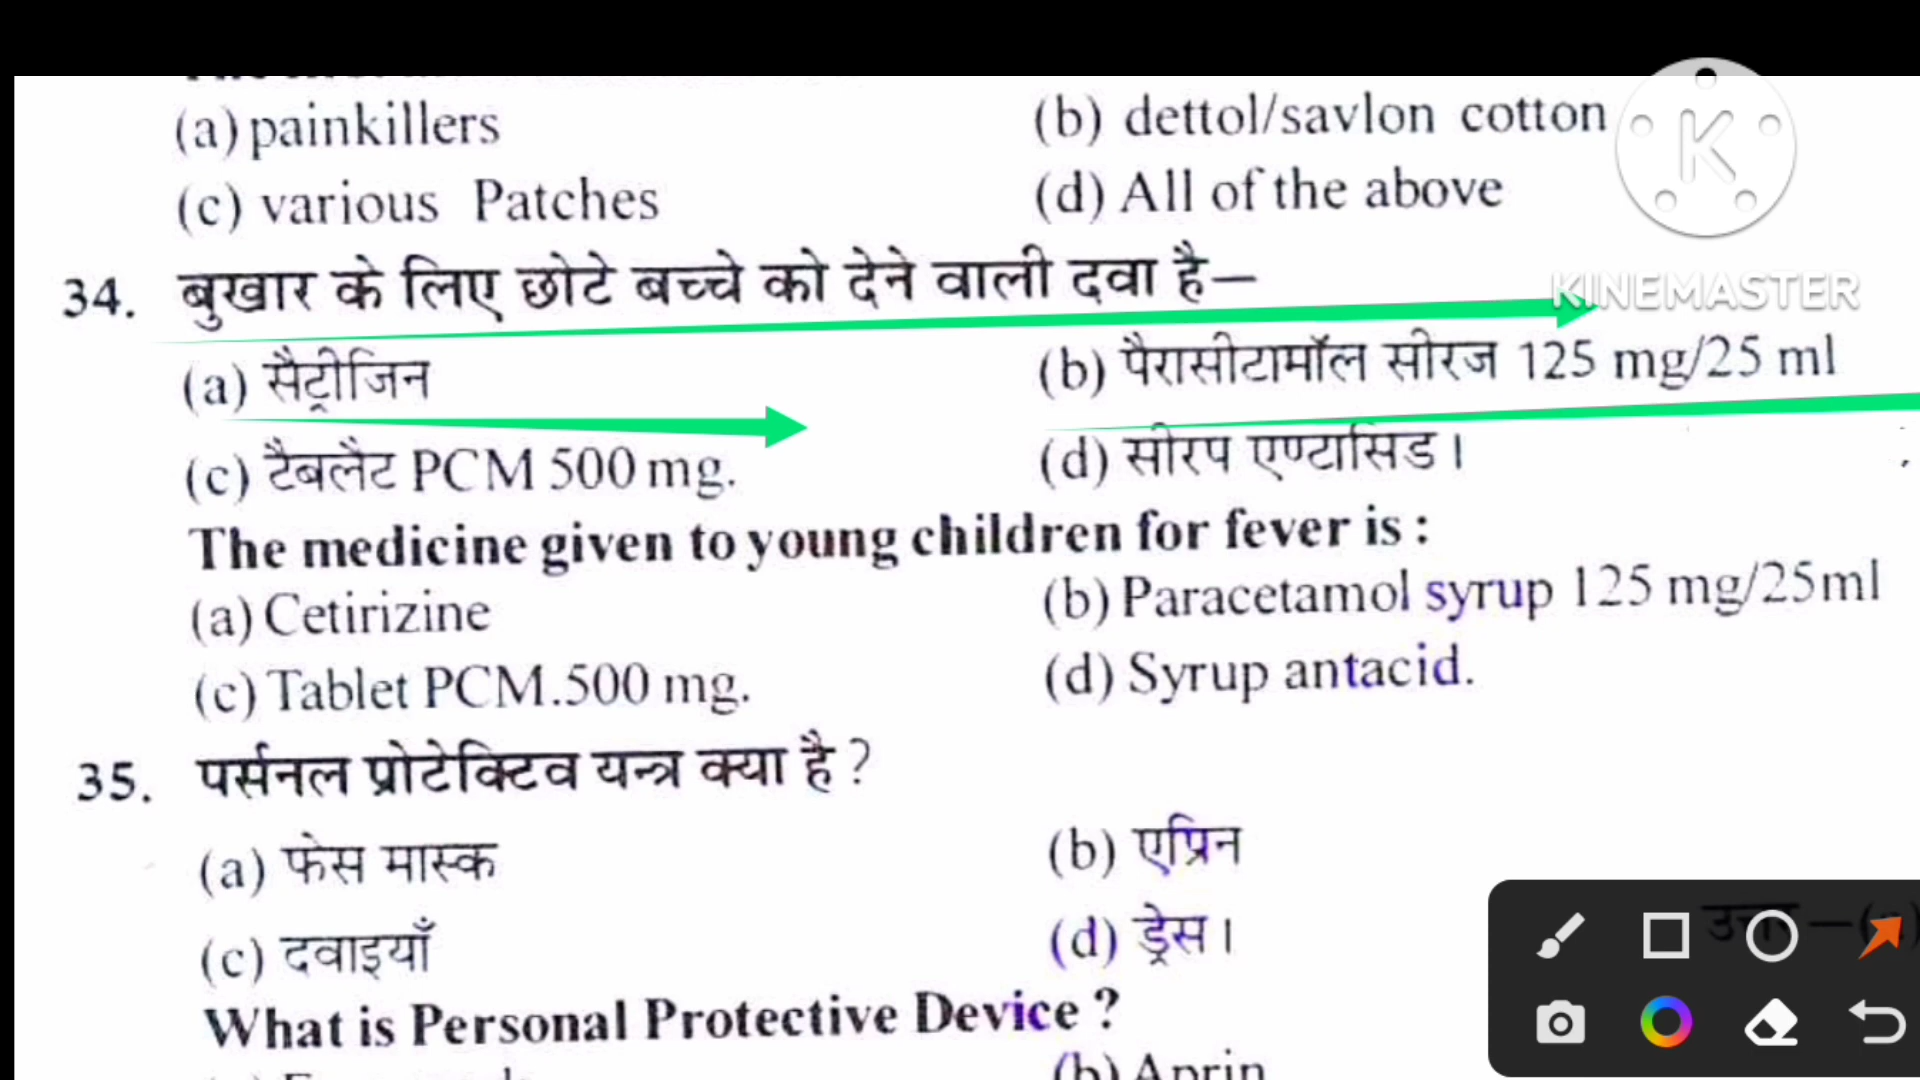 (a) painkillers (b) dettol/savlon cotton
(c) various Patches (d) All of the above
KINEMASTER
34. बुखार के लिए छोटे बच्चे को देने वाली दवा है—
(a) सैट्रीजिन (b) पैरासीटामॉल सीरज 125 mg/25 ml
(c) टैबलैट PCM 500 mg. (d) सीरप एण्टासिड।
The medicine given to young children for fever is :
(a) Cetirizine (b) Paracetamol syrup 125 mg/25ml
(c) Tablet PCM.500 mg. (d) Syrup antacid.
35. पर्सनल प्रोटेक्टिव यन्त्र क्या है ?
(a) फेस मास्क (b) एप्रिन
(c) दवाइयाँ (d) ड्रेस।
उत्तर—
What is Personal Protective Device ?
(b) Aprin